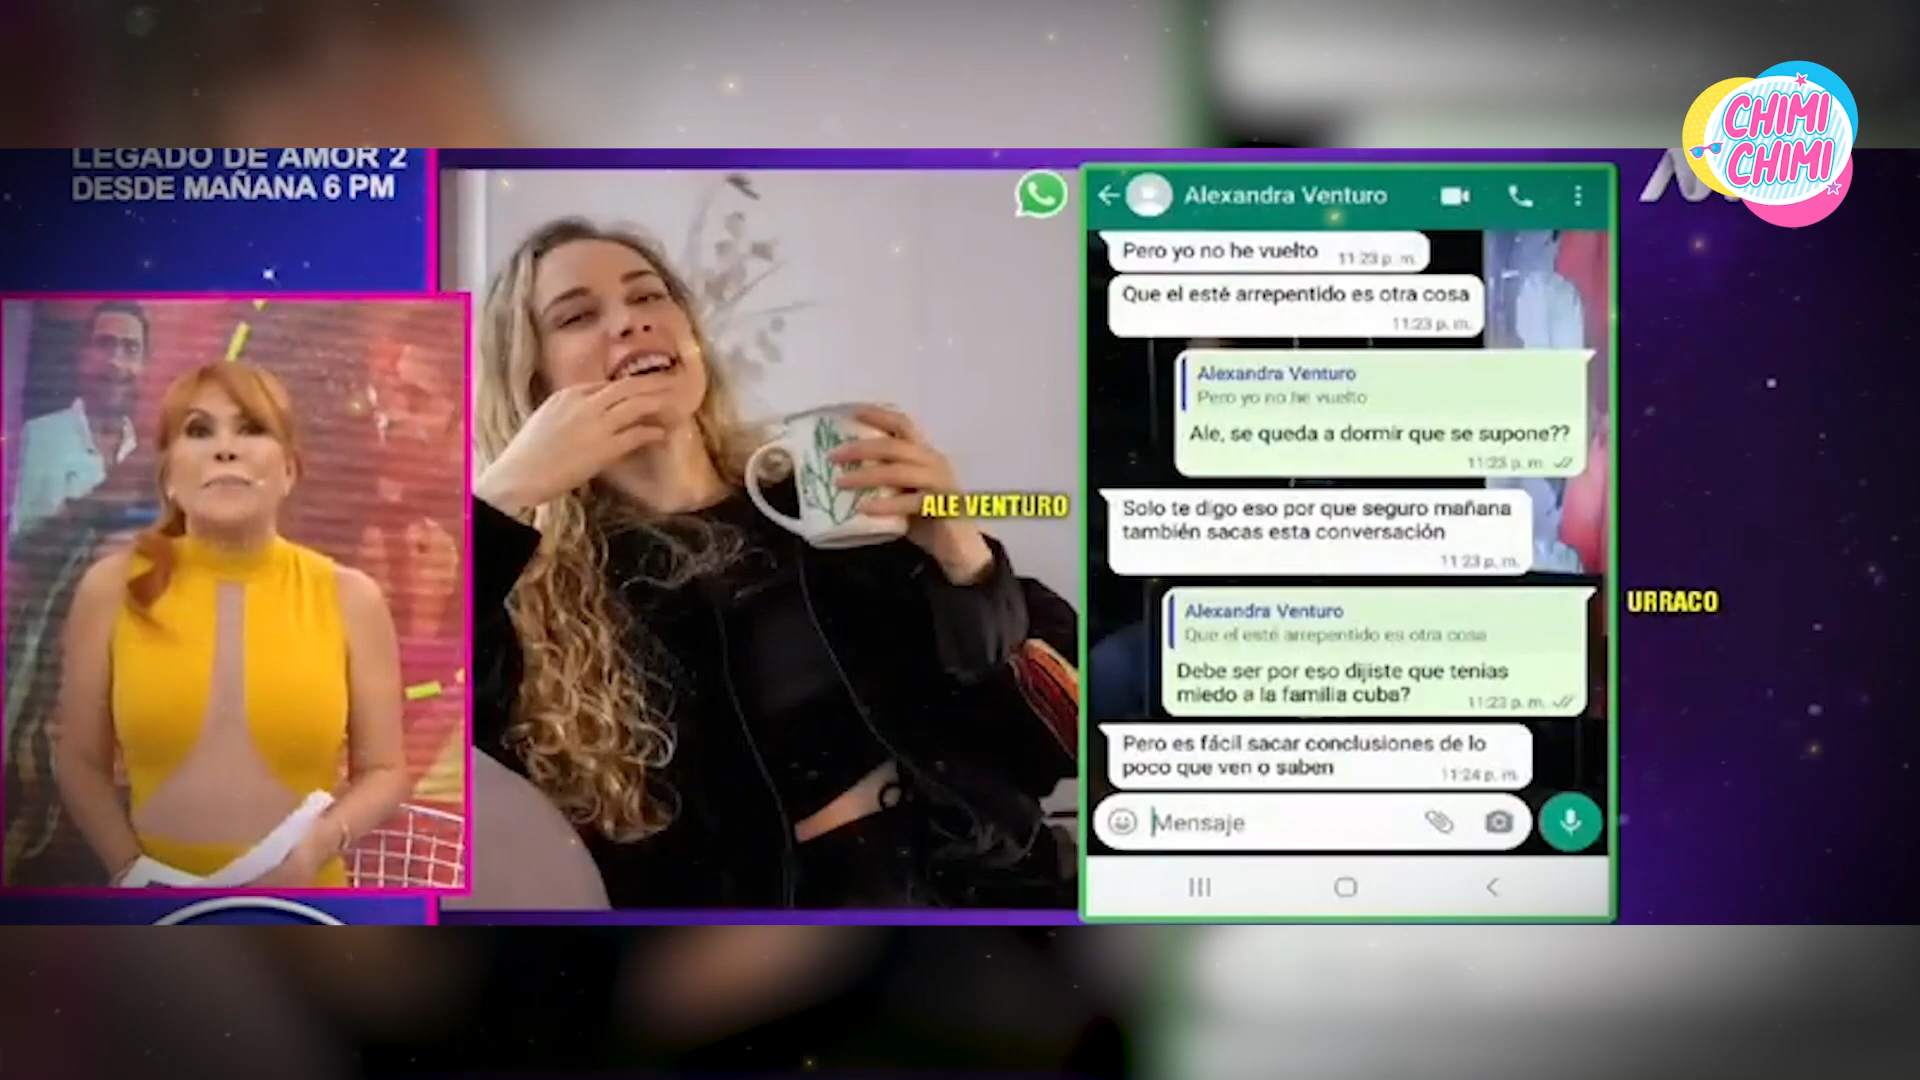 CHIMI
CHIMI
LEGADO DE AMOR 2
DESDE MAÑANA 6 PM
ALE VENTURO
Alexandra Venturo
Pero yo no he vuelto
11:23 p. m.
Que el esté arrepentido es otra cosa
11:23 p. m.
Alexandra Venturo
Pero yo no he vuelto
Ale, se queda a dormir que se supone??
11:23 p. m.
Solo te digo eso por que seguro mañana
también sacas esta conversación
11:23 p. m.
Alexandra Venturo
Que el esté arrepentido es otra cosa
Debe ser por eso dijiste que tenias
miedo a la familia cuba?
11:23 p. m.
Pero es fácil sacar conclusiones de lo
poco que ven o saben
11:24 p. m.
Mensaje
URRACO